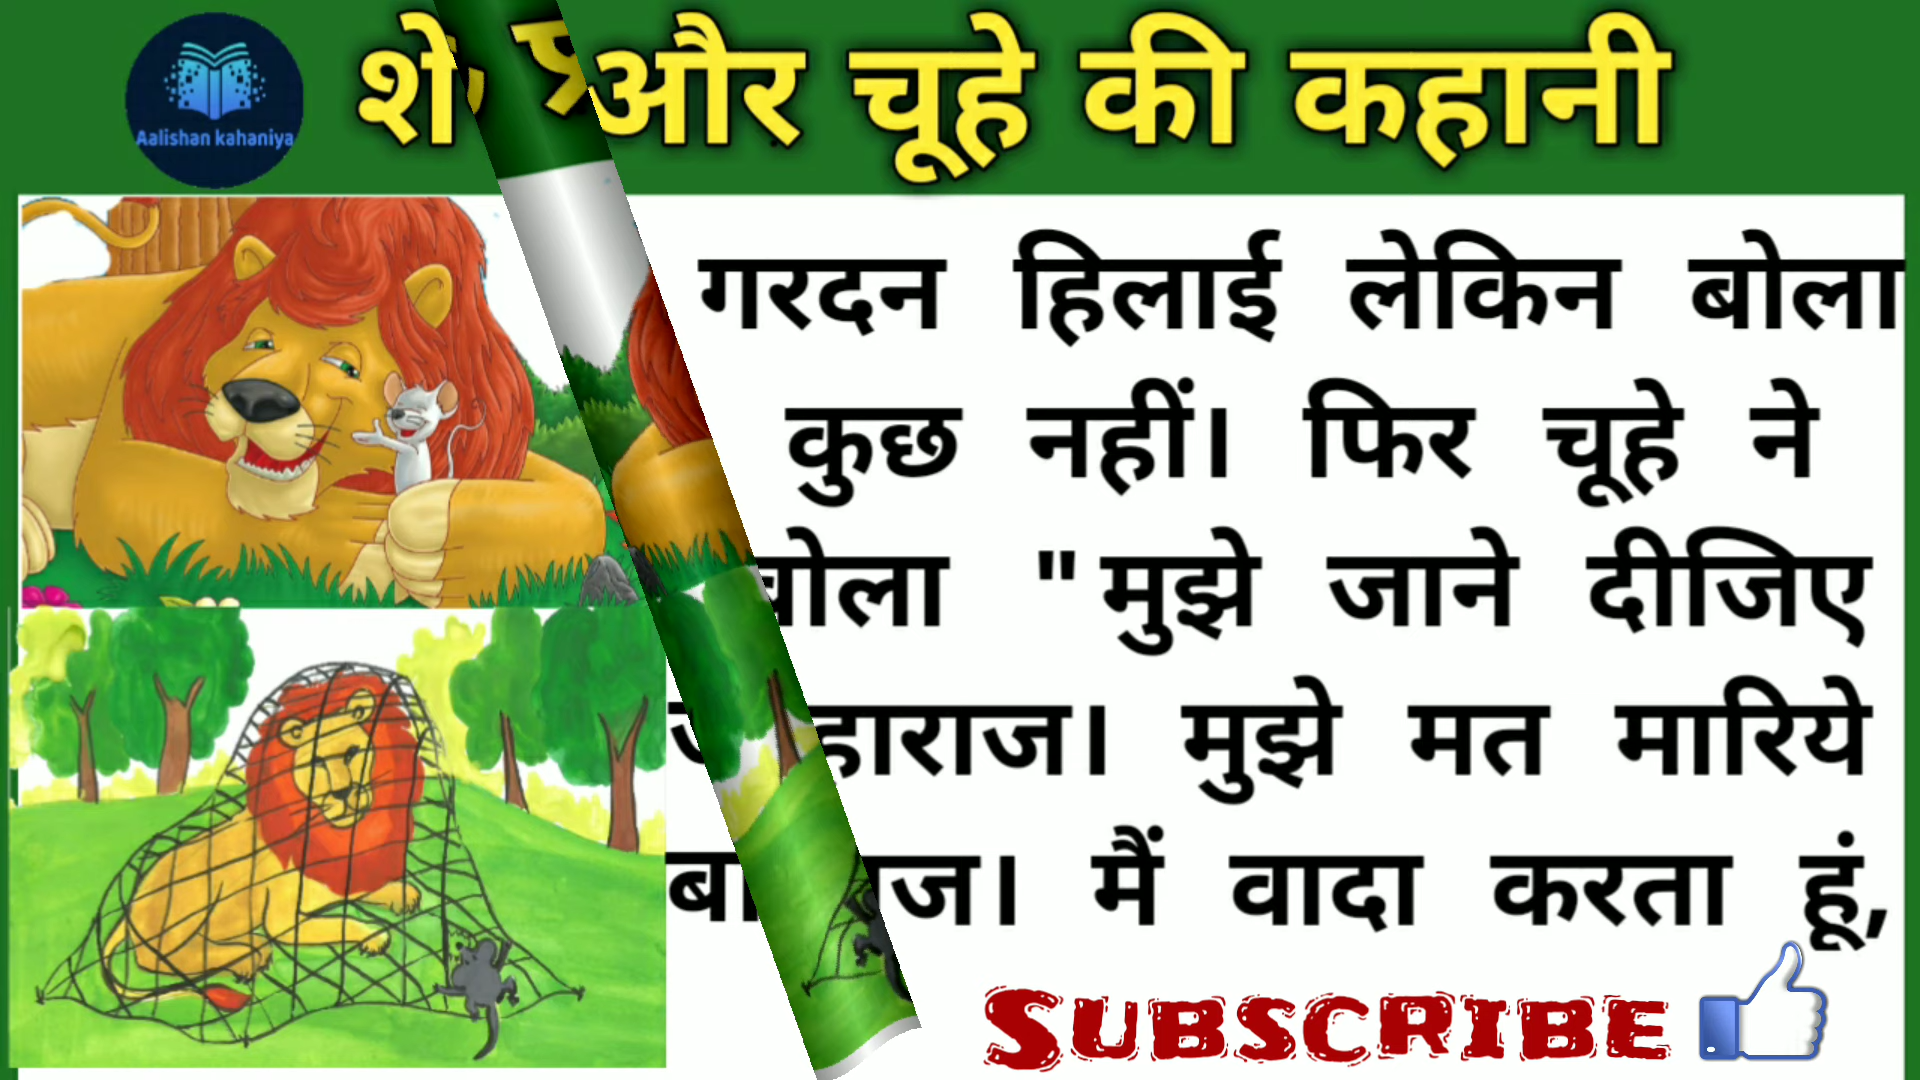 Aalishan kahaniya
और चूहे की कहानी
गरदन हिलाई लेकिन बोला
कुछ नहीं। फिर चूहे ने
बोला "मुझे जाने दीजिए
मुझे मत मारिये
मैं वादा करता हूं,
SUBSCRIBE